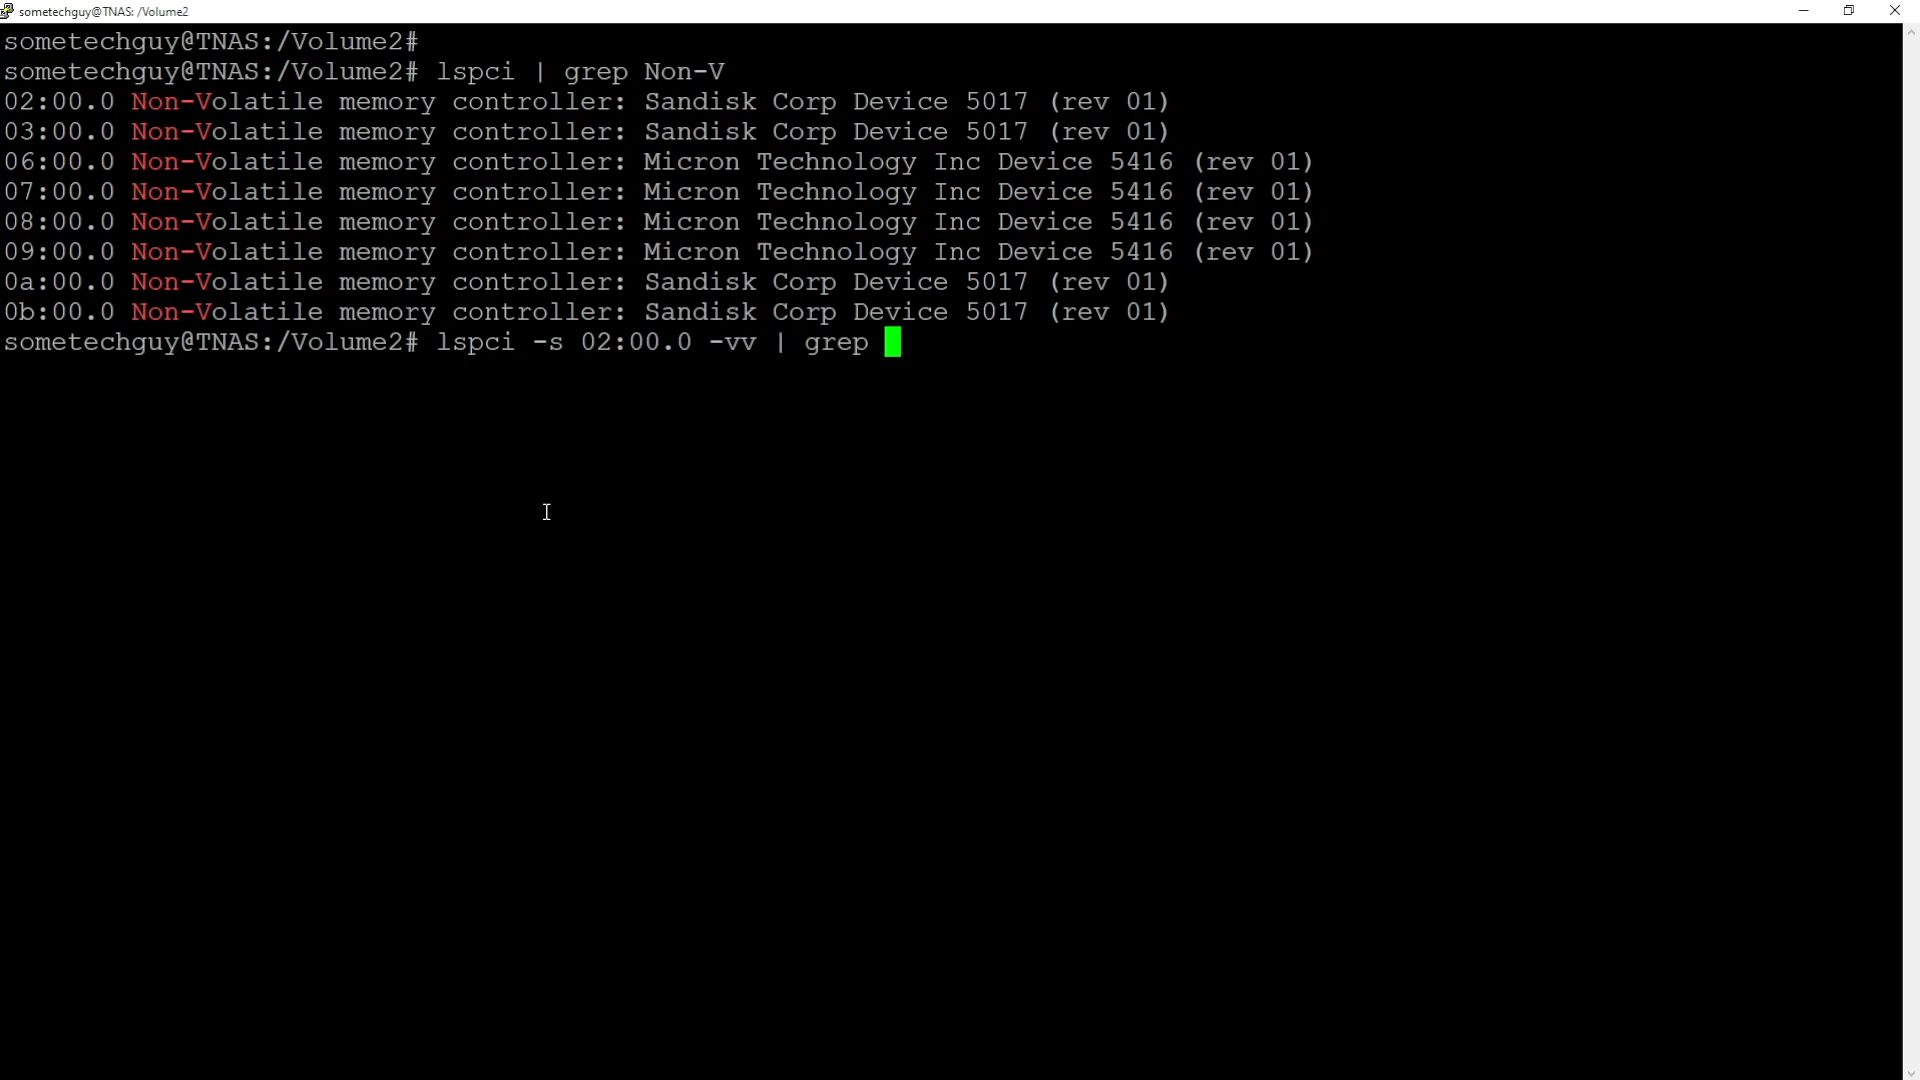 sometechguy@TNAS: /Volume2
sometechguy@TNAS:/Volume2#
sometechguy@TNAS:/Volume2# lspci | grep Non-V
02:00.0 Non-Volatile memory controller: Sandisk Corp Device 5017 (rev 01)
03:00.0 Non-Volatile memory controller: Sandisk Corp Device 5017 (rev 01)
06:00.0 Non-Volatile memory controller: Micron Technology Inc Device 5416 (rev 01)
07:00.0 Non-Volatile memory controller: Micron Technology Inc Device 5416 (rev 01)
08:00.0 Non-Volatile memory controller: Micron Technology Inc Device 5416 (rev 01)
09:00.0 Non-Volatile memory controller: Micron Technology Inc Device 5416 (rev 01)
0a:00.0 Non-Volatile memory controller: Sandisk Corp Device 5017 (rev 01)
0b:00.0 Non-Volatile memory controller: Sandisk Corp Device 5017 (rev 01)
sometechguy@TNAS:/Volume2# lspci -s 02:00.0 -vv | grep